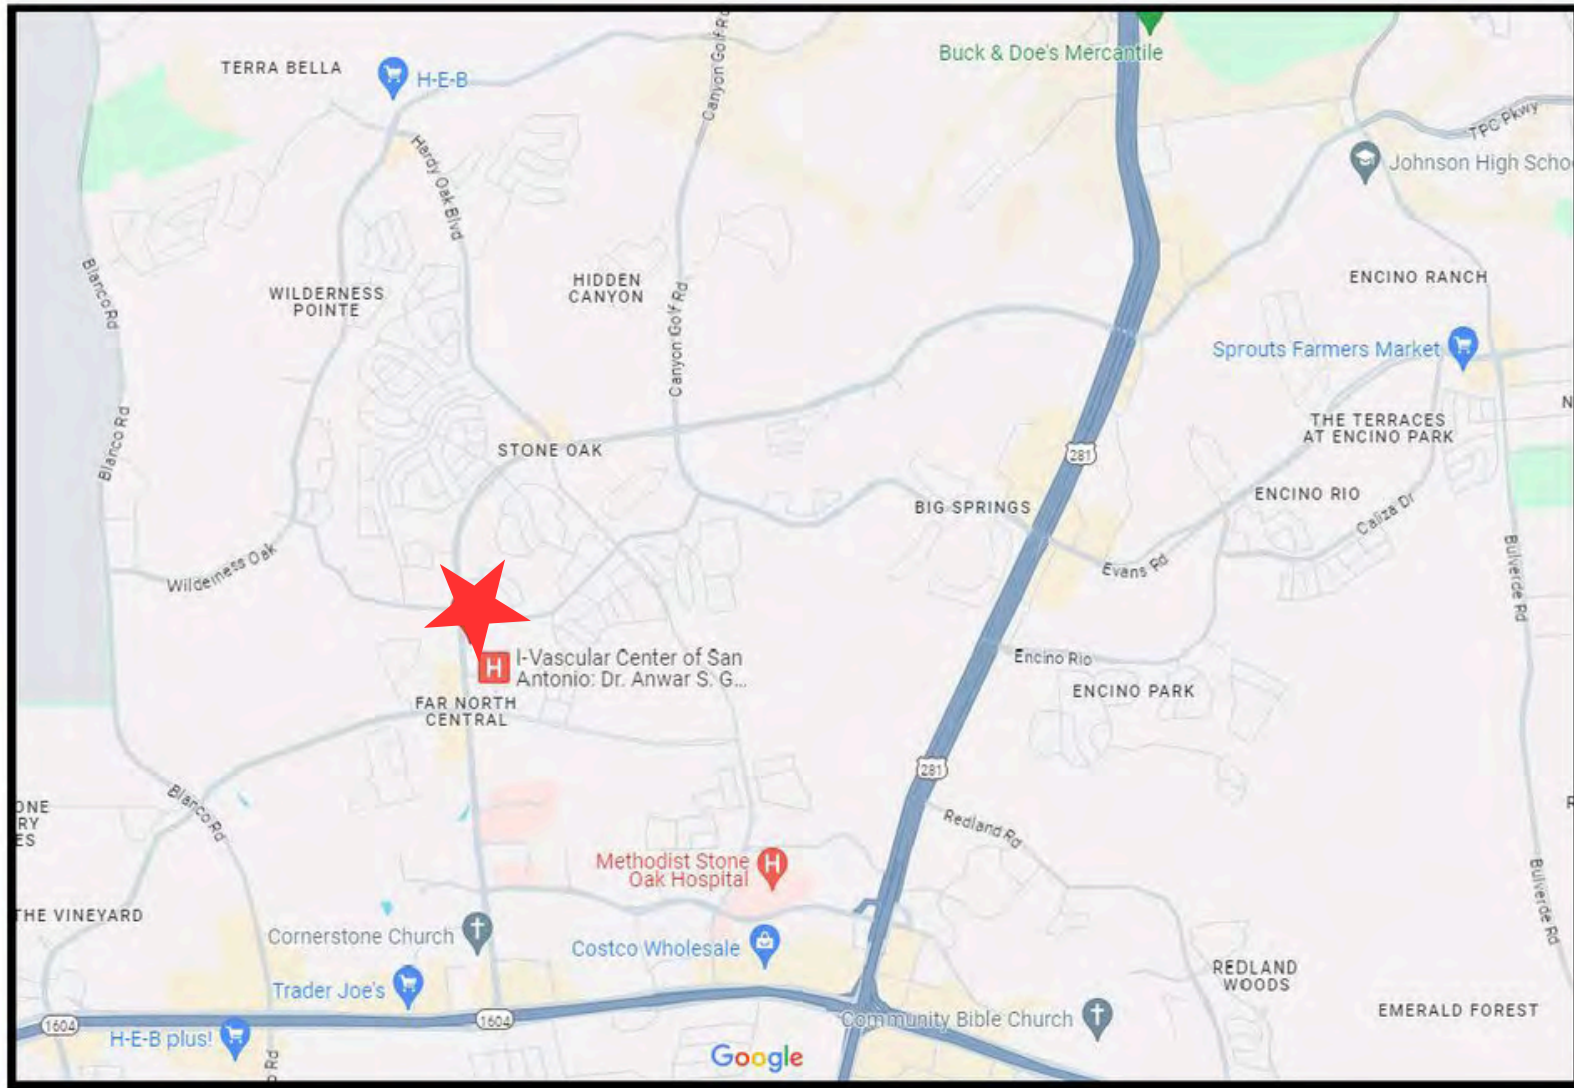 Buck & Doe's Mercantile
TERRA BELLA
H-E-B
Canyon Golf Rd
TPC Pkwy
Johnson High Schoo
Hardy Oak Blvd
Blanco Rd
WILDERNESS
POINTE
HIDDEN
CANYON
Canyon Golf Rd
ENCINO RANCH
Sprouts Farmers Market
Blanco Rd
STONE OAK
281
THE TERRACES
AT ENCINO PARK
N
ENCINO RIO
Caliza Dr
BIG SPRINGS
Wilderness Oak
Evans Rd
Bulverde Rd
H
I-Vascular Center of San
Antonio: Dr. Anwar S. G...
Encino Rio
ENCINO PARK
FAR NORTH
CENTRAL
281
Blanco Rd
ONE
RY
ES
R
Redland Rd
Methodist Stone
Oak Hospital
H
Bulverde Rd
THE VINEYARD
Cornerstone Church
Costco Wholesale
REDLAND
WOODS
Trader Joe's
EMERALD FOREST
1604
1604
Community Bible Church
H-E-B plus!
o Rd
Google